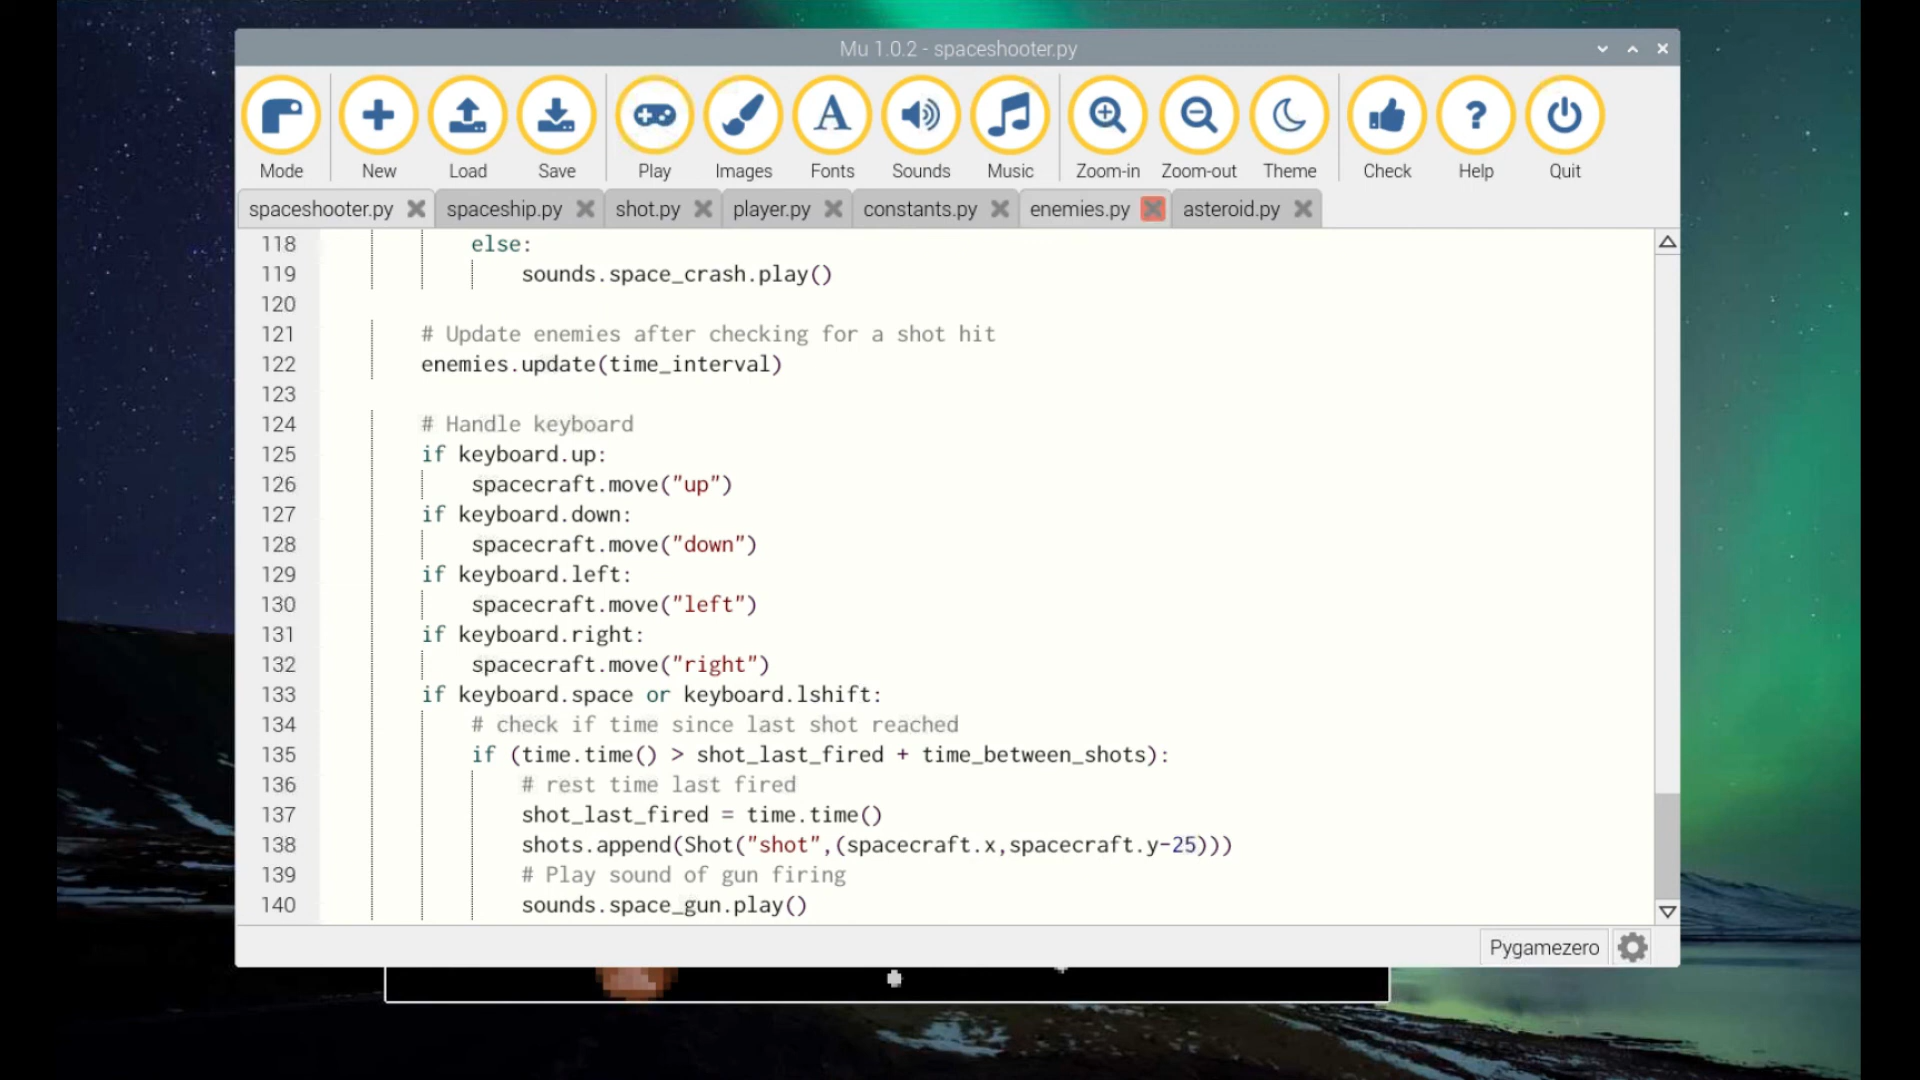 Mu 1.0.2 - spaceshooter.py
Mode New Load Save Play Images Fonts Sounds Music Zoom-in Zoom-out Theme Check Help Quit
spaceshooter.py spaceship.py shot.py player.py constants.py enemies.py asteroid.py
118 else:
119 sounds.space_crash.play()
120
121 # Update enemies after checking for a shot hit
122 enemies.update(time_interval)
123
124 # Handle keyboard
125 if keyboard.up:
126 spacecraft.move("up")
127 if keyboard.down:
128 spacecraft.move("down")
129 if keyboard.left:
130 spacecraft.move("left")
131 if keyboard.right:
132 spacecraft.move("right")
133 if keyboard.space or keyboard.lshift:
134 # check if time since last shot reached
135 if (time.time() > shot_last_fired + time_between_shots):
136 # rest time last fired
137 shot_last_fired = time.time()
138 shots.append(Shot("shot",(spacecraft.x,spacecraft.y-25)))
139 # Play sound of gun firing
140 sounds.space_gun.play()
Pygamezero